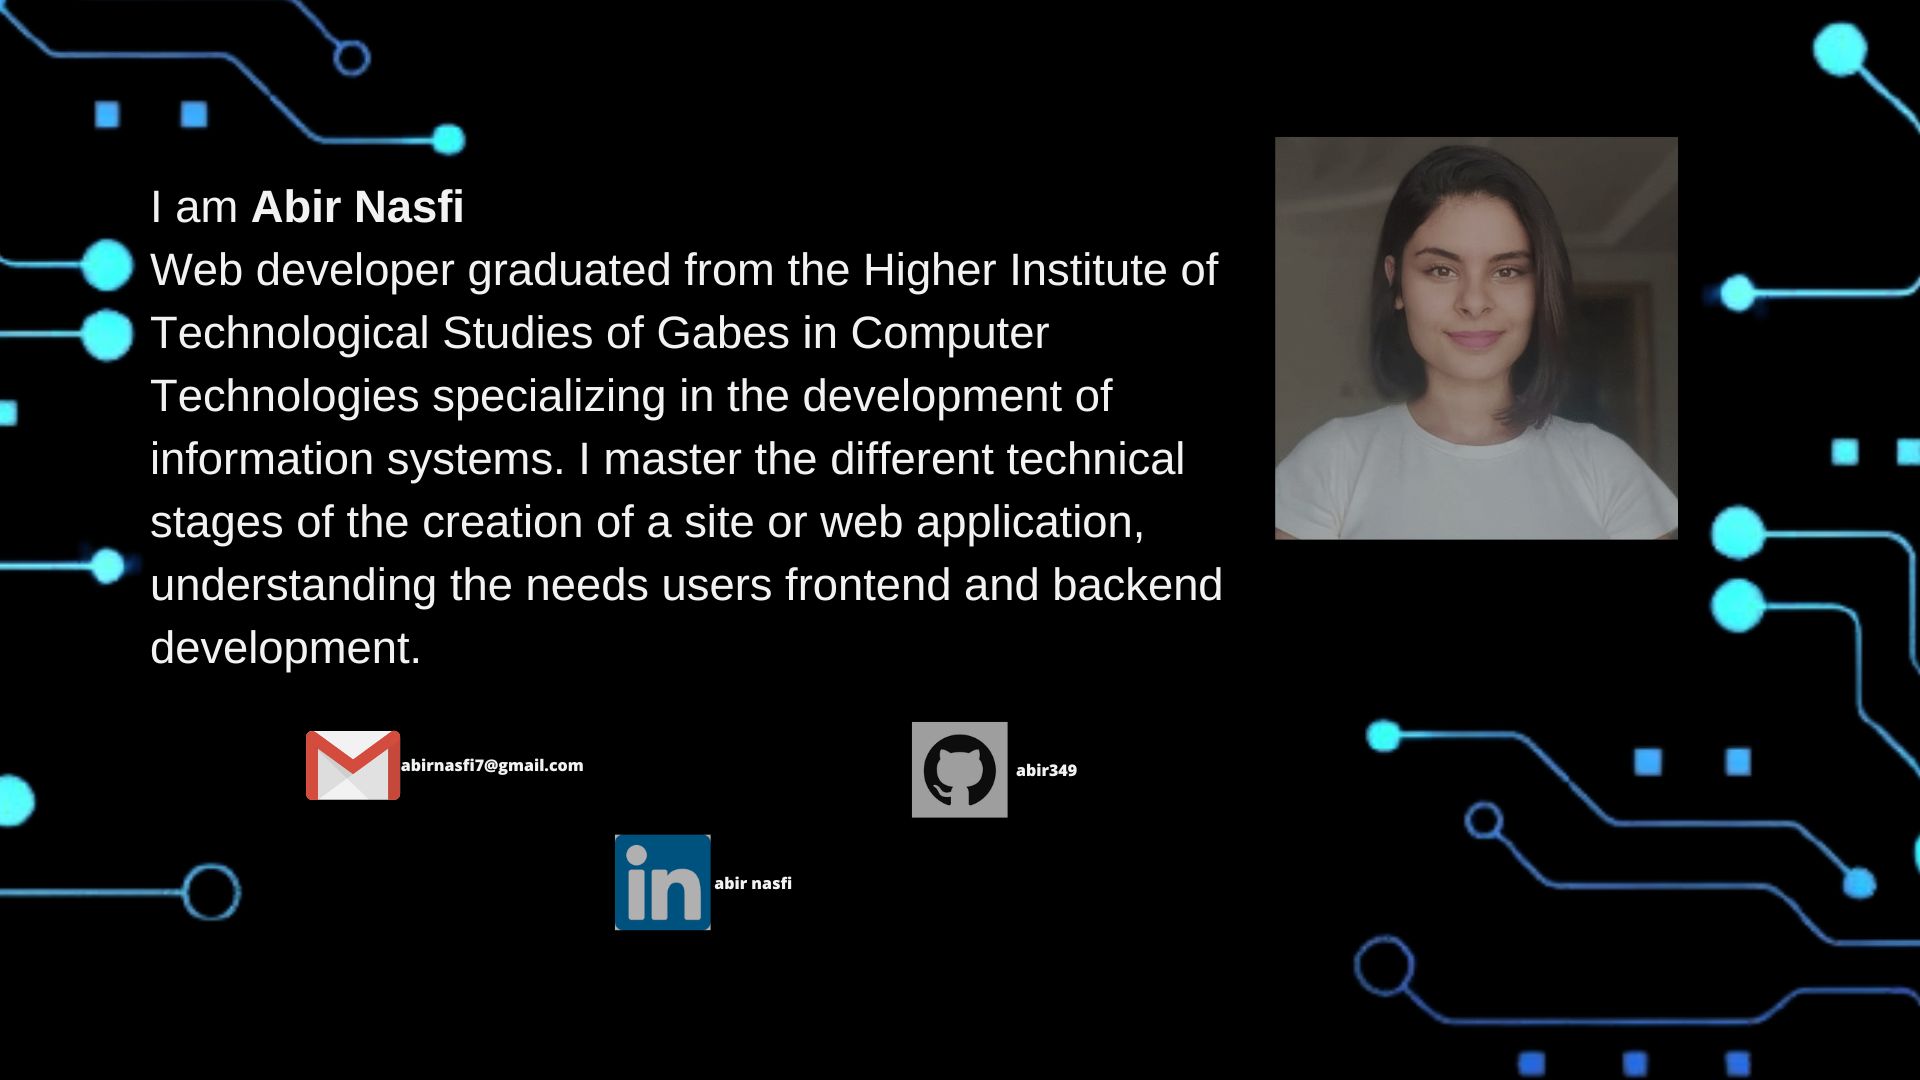 I am Abir Nasfi
Web developer graduated from the Higher Institute of
Technological Studies of Gabes in Computer
Technologies specializing in the development of
information systems. I master the different technical
stages of the creation of a site or web application,
understanding the needs users frontend and backend
development.
abirnasfi7@gmail.com
abir349
in
abir nasfi